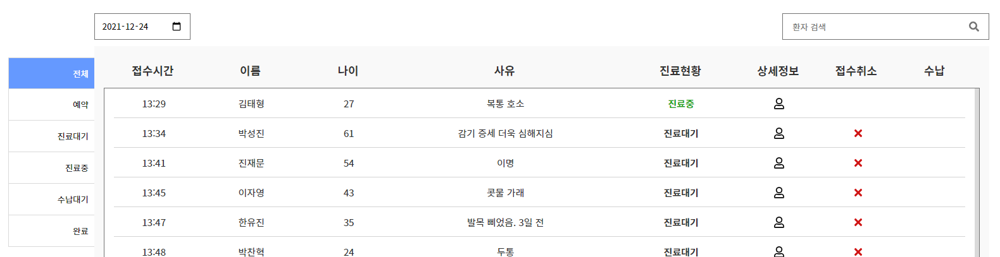 2021-12-24
환자 검색
전체
예약
진료대기
진료중
수납대기
완료
접수시간 이름 나이 사유 진료현황 상세정보 접수취소 수납
13:29 김태형 27 복통 호소 진료중
13:34 박성진 61 감기 증세 더욱 심해지심 진료대기
13:41 진재문 54 이명 진료대기
13:45 이자영 43 콧물 가래 진료대기
13:47 한유진 35 발목 삐었음. 3일 전 진료대기
13:48 박찬혁 24 두통 진료대기